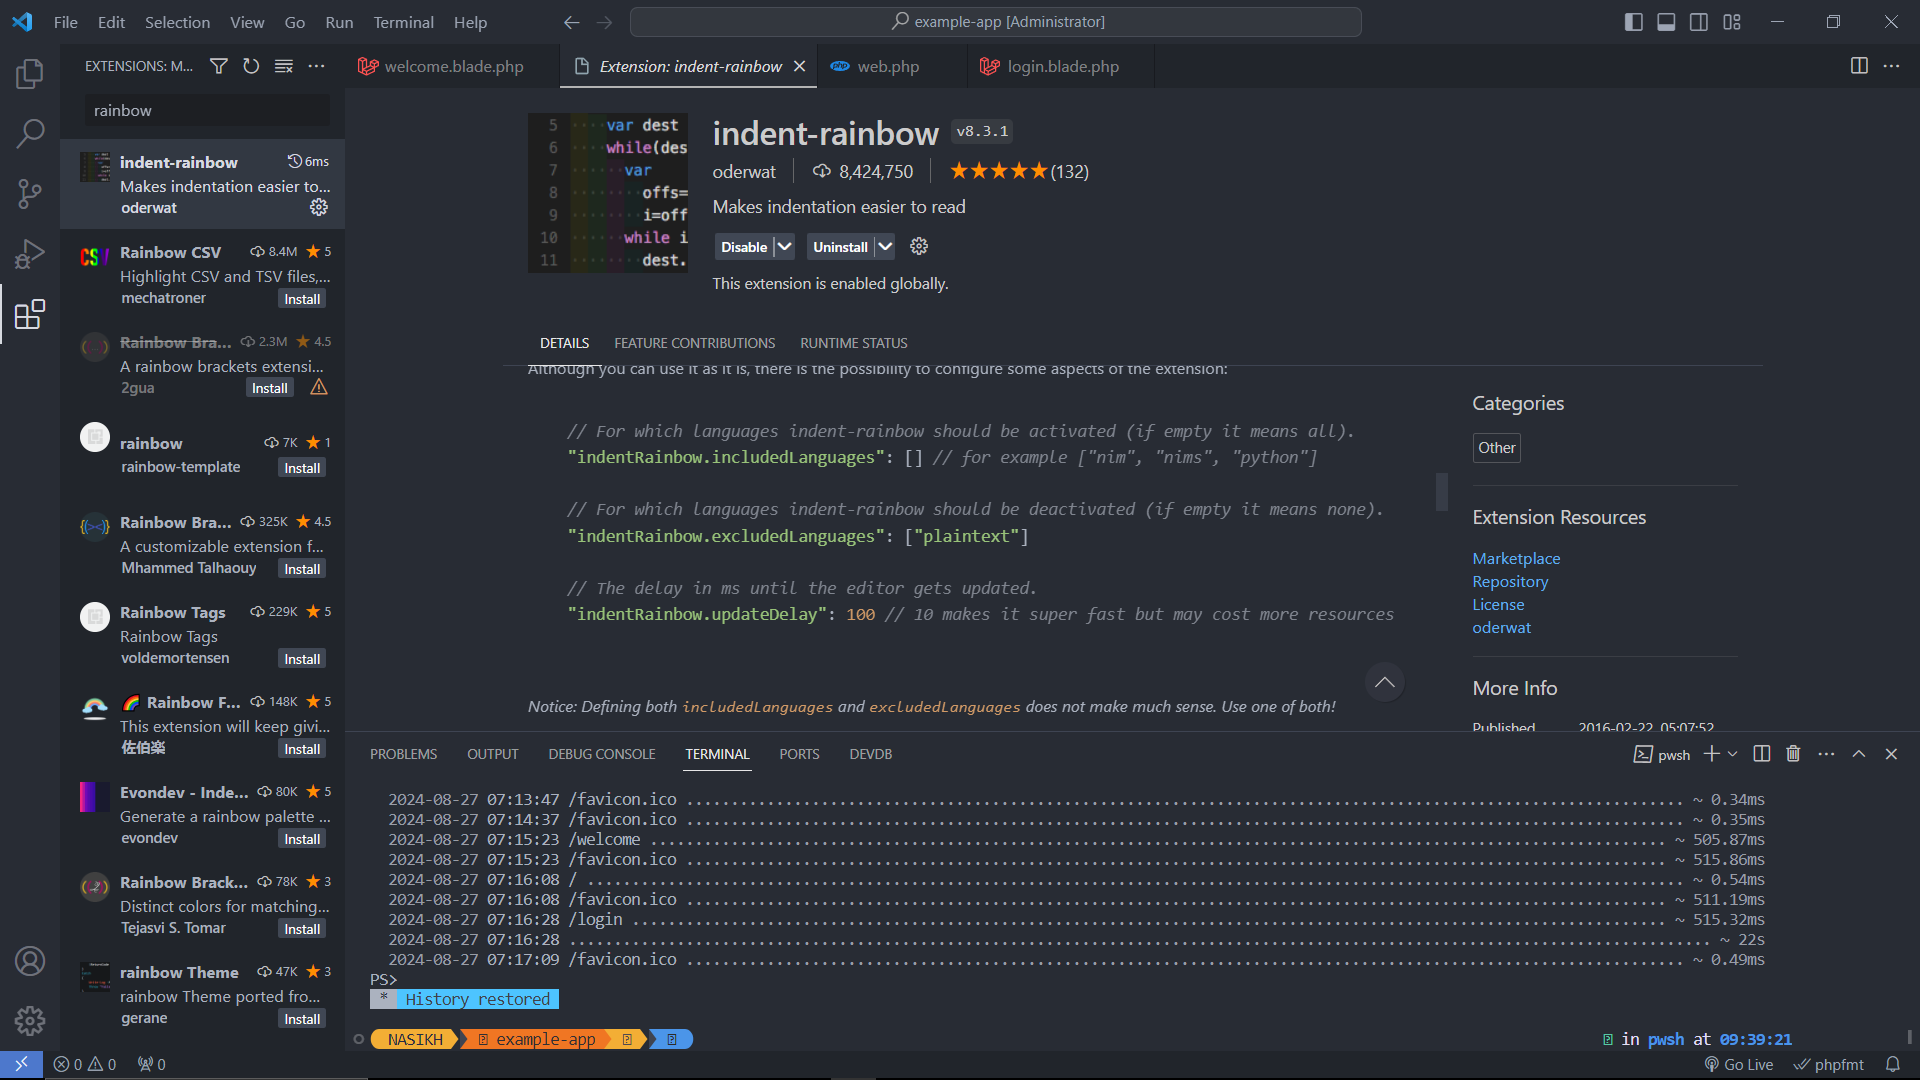 File Edit Selection View Go Run Terminal Help
example-app [Administrator]
EXTENSIONS: M...
welcome.blade.php
Extension: indent-rainbow
web.php
login.blade.php
rainbow
indent-rainbow 6ms
Makes indentation easier to...
oderwat
Rainbow CSV 8.4M 5
Highlight CSV and TSV files,...
mechatroner Install
Rainbow Bra... 2.3M 4.5
A rainbow brackets extensi...
2gua Install
rainbow 7K 1
rainbow-template Install
Rainbow Bra... 325K 4.5
A customizable extension f...
Mhammed Talhaouy Install
Rainbow Tags 229K 5
Rainbow Tags
voldemortensen Install
Rainbow F... 148K 5
This extension will keep givi...
佐伯楽 Install
Evondev - Inde... 80K 5
Generate a rainbow palette ...
evondev Install
Rainbow Brack... 78K 3
Distinct colors for matching...
Tejasvi S. Tomar Install
rainbow Theme 47K 3
rainbow Theme ported fro...
gerane Install
5 var dest
6 while(des
7 var
8 offs=
9 i=off
10 while i
11 dest.
indent-rainbow v8.3.1
oderwat 8,424,750 ★★★★★(132)
Makes indentation easier to read
Disable Uninstall
This extension is enabled globally.
DETAILS FEATURE CONTRIBUTIONS RUNTIME STATUS
Although you can use it as it is, there is the possibility to configure some aspects of the extension:
// For which languages indent-rainbow should be activated (if empty it means all).
"indentRainbow.includedLanguages": [] // for example ["nim", "nims", "python"]
// For which languages indent-rainbow should be deactivated (if empty it means none).
"indentRainbow.excludedLanguages": ["plaintext"]
// The delay in ms until the editor gets updated.
"indentRainbow.updateDelay": 100 // 10 makes it super fast but may cost more resources
Notice: Defining both includedLanguages and excludedLanguages does not make much sense. Use one of both!
Categories
Other
Extension Resources
Marketplace
Repository
License
oderwat
More Info
Published 2016-02-22, 05:07:52
PROBLEMS OUTPUT DEBUG CONSOLE TERMINAL PORTS DEVDB
pwsh
2024-08-27 07:13:47 /favicon.ico ............................................................ ~ 0.34ms
2024-08-27 07:14:37 /favicon.ico ............................................................ ~ 0.35ms
2024-08-27 07:15:23 /welcome ............................................................ ~ 505.87ms
2024-08-27 07:15:23 /favicon.ico ............................................................ ~ 515.86ms
2024-08-27 07:16:08 / ............................................................ ~ 0.54ms
2024-08-27 07:16:08 /favicon.ico ............................................................ ~ 511.19ms
2024-08-27 07:16:28 /login ............................................................ ~ 515.32ms
2024-08-27 07:16:28 ............................................................ ~ 22s
2024-08-27 07:17:09 /favicon.ico ............................................................ ~ 0.49ms
PS>
* History restored
NASIKH example-app in pwsh at 09:39:21
0 0 0
Go Live phpfmt